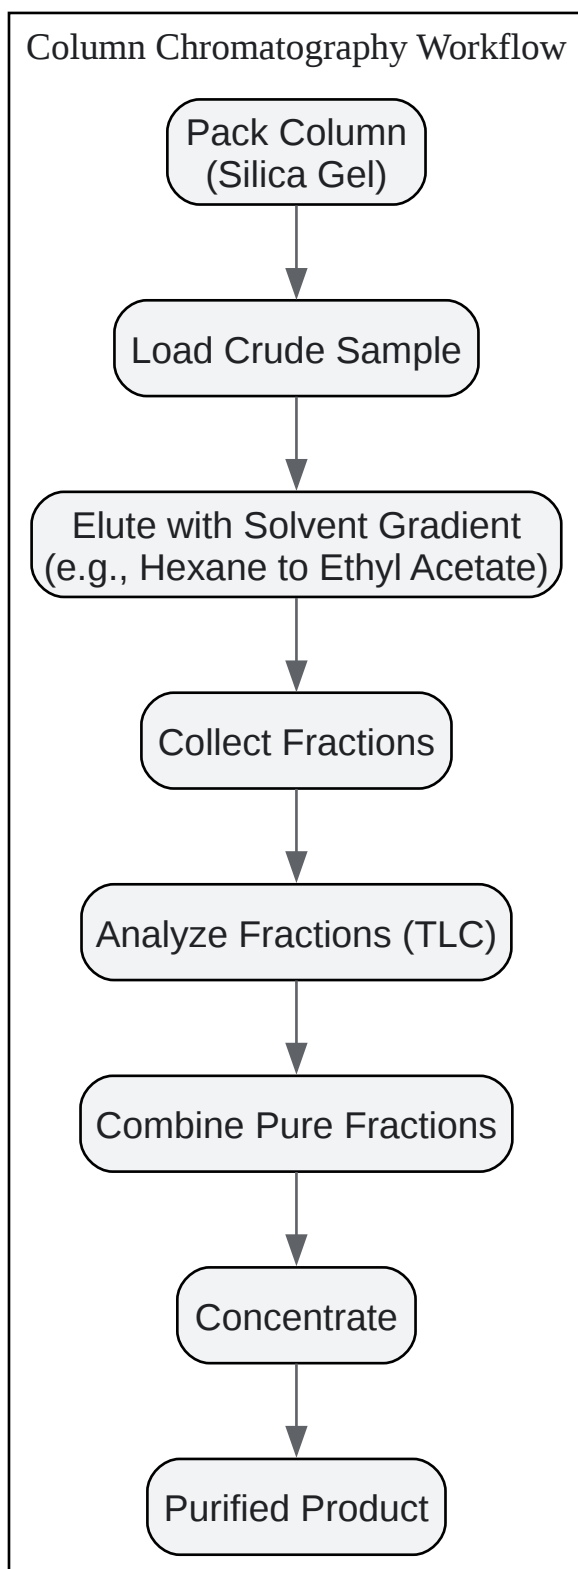 Column Chromatography Workflow
Pack Column
(Silica Gel)
Load Crude Sample
Elute with Solvent Gradient
(e.g., Hexane to Ethyl Acetate)
Collect Fractions
Analyze Fractions (TLC)
Combine Pure Fractions
Concentrate
Purified Product